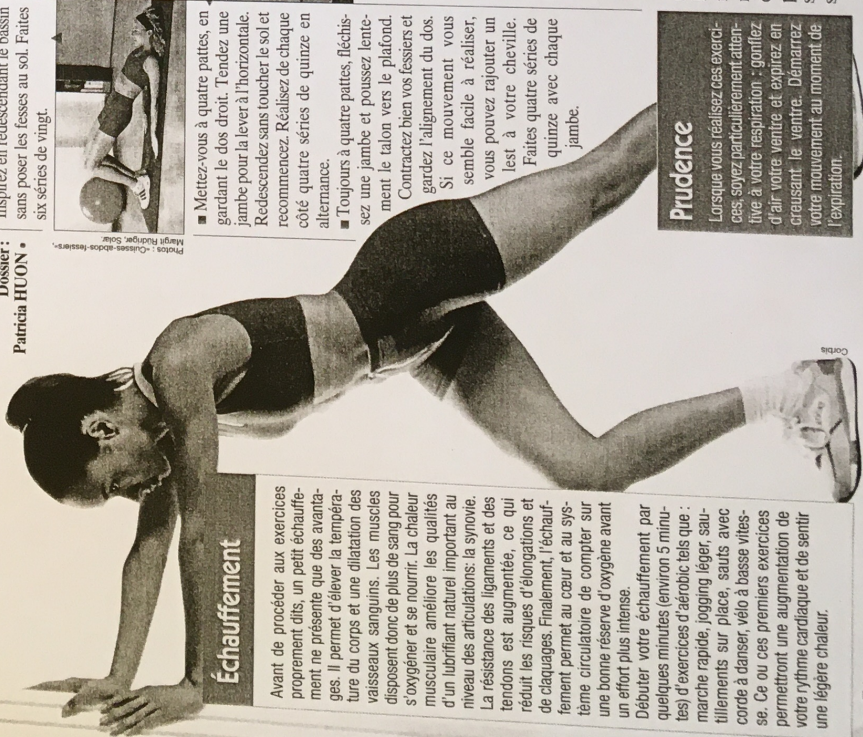 Échauffement
Avant de procéder aux exercices
proprement dits, un petit échauffe-
ment ne présente que des avanta-
ges. Il permet d'élever la tempéra-
ture du corps et une dilatation des
vaisseaux sanguins. Les muscles
disposent donc de plus de sang pour
s'oxygéner et se nourrir. La chaleur
musculaire améliore les qualités
d'un lubrifiant naturel important au
niveau des articulations: la synovie.
La résistance des ligaments et des
tendons est augmentée, ce qui
réduit les risques d'élongations et
de claquages. Finalement, l'échauf-
fement permet au cœur et au sys-
tème circulatoire de compter sur
une bonne réserve d'oxygène avant
un effort plus intense.
Débuter votre échauffement par
quelques minutes (environ 5 minu-
tes) d'exercices d'aérobic tels que :
marche rapide, jogging léger, sau-
tillements sur place, sauts avec
corde à danser, vélo à basse vites-
se. Ce ou ces premiers exercices
permettront une augmentation de
votre rythme cardiaque et de sentir
une légère chaleur.
Dossier :
Patricia HUON •
Corbis
Inspirez en redescendant le bassin
sans poser les fesses au sol. Faites
six séries de vingt.
Photos : «Cuisses-abdos-fessiers»,
Margit Rüdiger, Solar.
■ Mettez-vous à quatre pattes, en
gardant le dos droit. Tendez une
jambe pour la lever à l'horizontale.
Redescendez sans toucher le sol et
recommencez. Réalisez de chaque
côté quatre séries de quinze en
alternance.
■ Toujours à quatre pattes, fléchis-
sez une jambe et poussez lente-
ment le talon vers le plafond.
Contractez bien vos fessiers et
gardez l'alignement du dos.
Si ce mouvement vous
semble facile à réaliser,
vous pouvez rajouter un
lest à votre cheville.
Faites quatre séries de
quinze avec chaque
jambe.
Prudence
Lorsque vous réalisez ces exerci-
ces, soyez particulièrement atten-
tive à votre respiration : gonflez
d'air votre ventre et expirez en
creusant le ventre. Démarrez
votre mouvement au moment de
l'expiration.